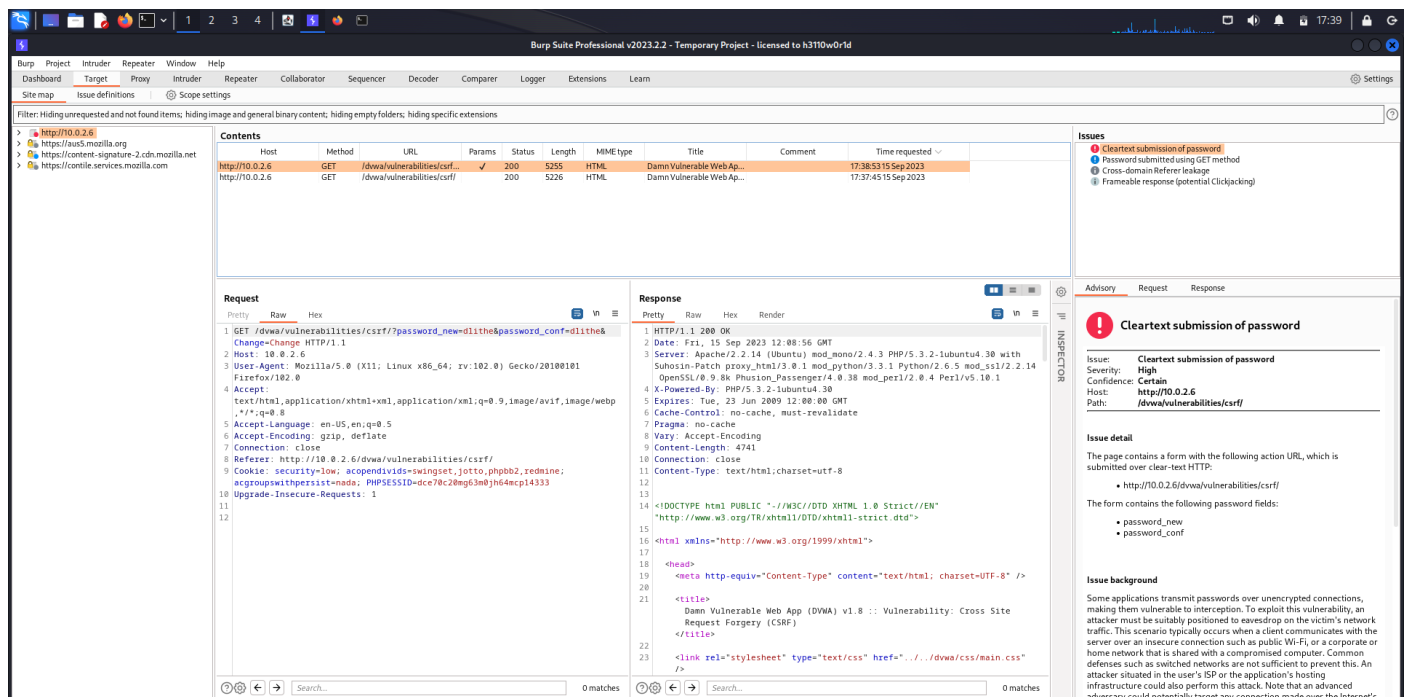 1 2 3 4 17:39
Burp Suite Professional v2023.2.2 - Temporary Project - licensed to h3110w0r1d
Burp Project Intruder Repeater Window Help
Dashboard Target Proxy Intruder Repeater Collaborator Sequencer Decoder Comparer Logger Extensions Learn Settings
Site map Issue definitions Scope settings
Filter: Hiding unrequested and not found items; hiding image and general binary content; hiding empty folders; hiding specific extensions
http://10.0.2.6
https://aus5.mozilla.org
https://content-signature-2.cdn.mozilla.net
https://contile.services.mozilla.com
Contents
Host Method URL Params Status Length MIME type Title Comment Time requested
http://10.0.2.6 GET /dvwa/vulnerabilities/csrf... ✓ 200 5255 HTML Damn Vulnerable Web Ap... 17:38:53 15 Sep 2023
http://10.0.2.6 GET /dvwa/vulnerabilities/csrf/ 200 5226 HTML Damn Vulnerable Web Ap... 17:37:45 15 Sep 2023
Issues
Cleartext submission of password
Password submitted using GET method
Cross-domain Referer leakage
Frameable response (potential Clickjacking)
Request
Pretty Raw Hex \n
1 GET /dvwa/vulnerabilities/csrf/?password_new=dlithe&password_conf=dlithe&
Change=Change HTTP/1.1
2 Host: 10.0.2.6
3 User-Agent: Mozilla/5.0 (X11; Linux x86_64; rv:102.0) Gecko/20100101
Firefox/102.0
4 Accept:
text/html,application/xhtml+xml,application/xml;q=0.9,image/avif,image/webp
,*/*;q=0.8
5 Accept-Language: en-US,en;q=0.5
6 Accept-Encoding: gzip, deflate
7 Connection: close
8 Referer: http://10.0.2.6/dvwa/vulnerabilities/csrf/
9 Cookie: security=low; acopendivids=swingset,jotto,phpbb2,redmine;
acgroupswithpersist=nada; PHPSESSID=dce70c20mg63m0jh64mcp14333
10 Upgrade-Insecure-Requests: 1
11
12
Search... 0 matches
Response
Pretty Raw Hex Render \n
1 HTTP/1.1 200 OK
2 Date: Fri, 15 Sep 2023 12:08:56 GMT
3 Server: Apache/2.2.14 (Ubuntu) mod_mono/2.4.3 PHP/5.3.2-1ubuntu4.30 with
Suhosin-Patch proxy_html/3.0.1 mod_python/3.3.1 Python/2.6.5 mod_ssl/2.2.14
OpenSSL/0.9.8k Phusion_Passenger/4.0.38 mod_perl/2.0.4 Perl/v5.10.1
4 X-Powered-By: PHP/5.3.2-1ubuntu4.30
5 Expires: Tue, 23 Jun 2009 12:00:00 GMT
6 Cache-Control: no-cache, must-revalidate
7 Pragma: no-cache
8 Vary: Accept-Encoding
9 Content-Length: 4741
10 Connection: close
11 Content-Type: text/html;charset=utf-8
12
13
14 <!DOCTYPE html PUBLIC "-//W3C//DTD XHTML 1.0 Strict//EN"
"http://www.w3.org/TR/xhtml1/DTD/xhtml1-strict.dtd">
15
16 <html xmlns="http://www.w3.org/1999/xhtml">
17
18 <head>
19 <meta http-equiv="Content-Type" content="text/html; charset=UTF-8" />
20
21 <title>
Damn Vulnerable Web App (DVWA) v1.8 :: Vulnerability: Cross Site
Request Forgery (CSRF)
</title>
22
23 <link rel="stylesheet" type="text/css" href="../../dvwa/css/main.css"
/>
Search... 0 matches
INSPECTOR
Advisory Request Response
Cleartext submission of password
Issue: Cleartext submission of password
Severity: High
Confidence: Certain
Host: http://10.0.2.6
Path: /dvwa/vulnerabilities/csrf/
Issue detail
The page contains a form with the following action URL, which is
submitted over clear-text HTTP:
• http://10.0.2.6/dvwa/vulnerabilities/csrf/
The form contains the following password fields:
• password_new
• password_conf
Issue background
Some applications transmit passwords over unencrypted connections,
making them vulnerable to interception. To exploit this vulnerability, an
attacker must be suitably positioned to eavesdrop on the victim's network
traffic. This scenario typically occurs when a client communicates with the
server over an insecure connection such as public Wi-Fi, or a corporate or
home network that is shared with a compromised computer. Common
defenses such as switched networks are not sufficient to prevent this. An
attacker situated in the user's ISP or the application's hosting
infrastructure could also perform this attack. Note that an advanced
adversary could potentially target any connection made over the Internet's